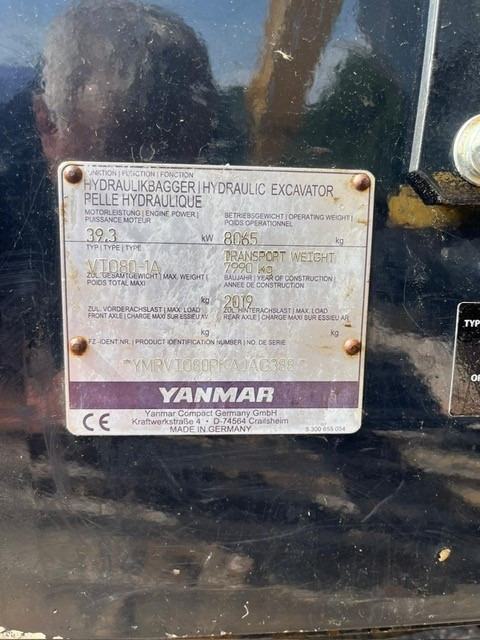 FUNKTION | FUNCTION | FONCTION
HYDRAULIKBAGGER | HYDRAULIC EXCAVATOR
PELLE HYDRAULIQUE
MOTORLEISTUNG | ENGINE POWER |
PUISSANCE MOTEUR
BETRIEBSGEWICHT | OPERATING WEIGHT |
POIDS OPERATIONNEL
39,3 kW 8065 kg
TYP | TYPE | TYPE
VIO80-1A
TRANSPORT WEIGHT
7990 kg
ZUL. GESAMTGEWICHT | MAX. WEIGHT |
POIDS TOTAL MAXI
BAUJAHR | YEAR OF CONSTRUCTION |
ANNEE DE CONSTRUCTION
kg 2019
ZUL. VORDERACHSLAST | MAX. LOAD
FRONT AXLE | CHARGE MAXI SUR ESSIEU AV.
ZUL. HINTERACHSLAST | MAX. LOAD
REAR AXLE | CHARGE MAXI SUR ESSIEU AR.
kg kg
FZ-IDENT NR. | PRODUCT IDENTIFICATION NUMBER | NO. DE SERIE
YANMAR
CE
Yanmar Compact Germany GmbH
Kraftwerkstraße 4 • D-74564 Crailsheim
MADE IN GERMANY
TYP